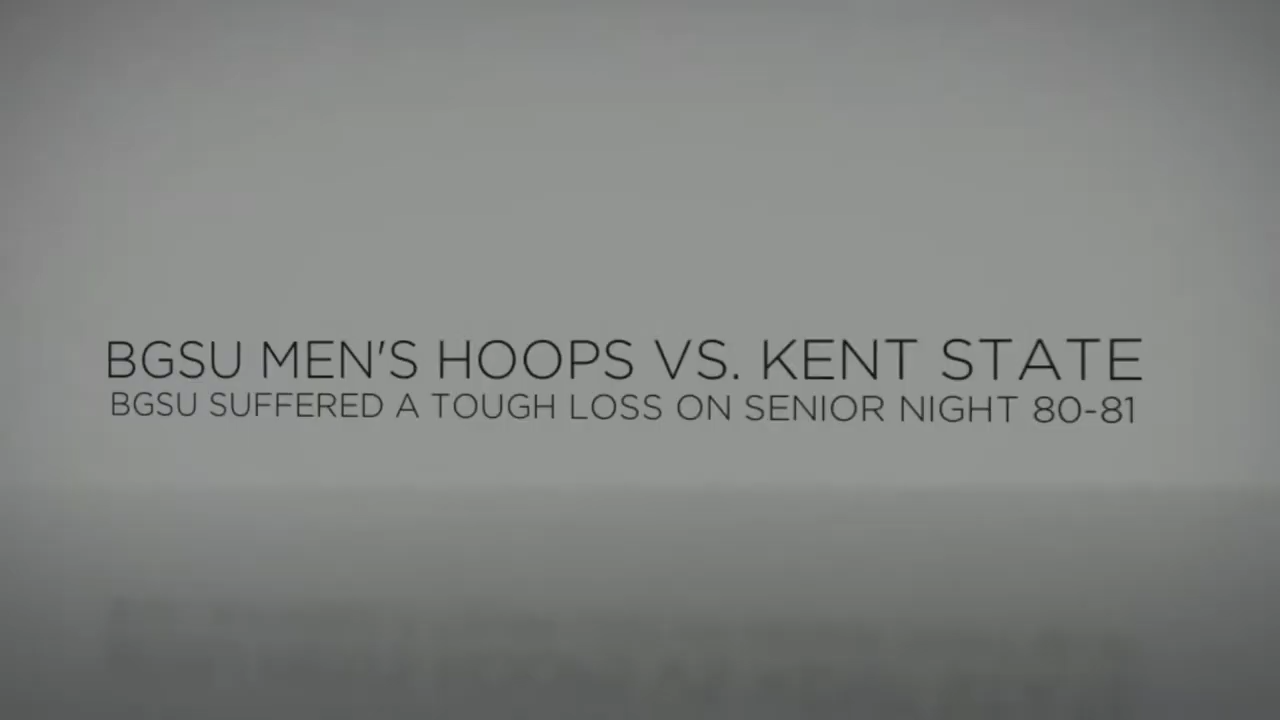 BGSU MEN'S HOOPS VS. KENT STATE
BGSU SUFFERED A TOUGH LOSS ON SENIOR NIGHT 80-81